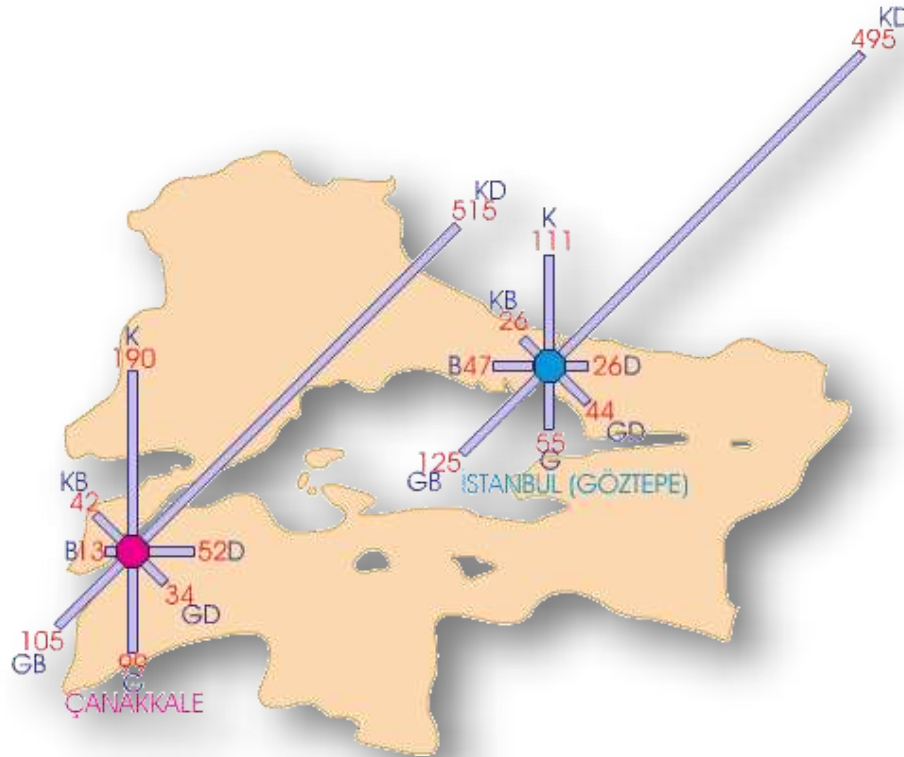 KD
495
KD
515
K
111
KB
26
B47
26D
44
GD
55
G
125
GB
İSTANBUL (GÖZTEPE)
K
190
KB
42
B13
52D
34
GD
105
GB
99
G
ÇANAKKALE